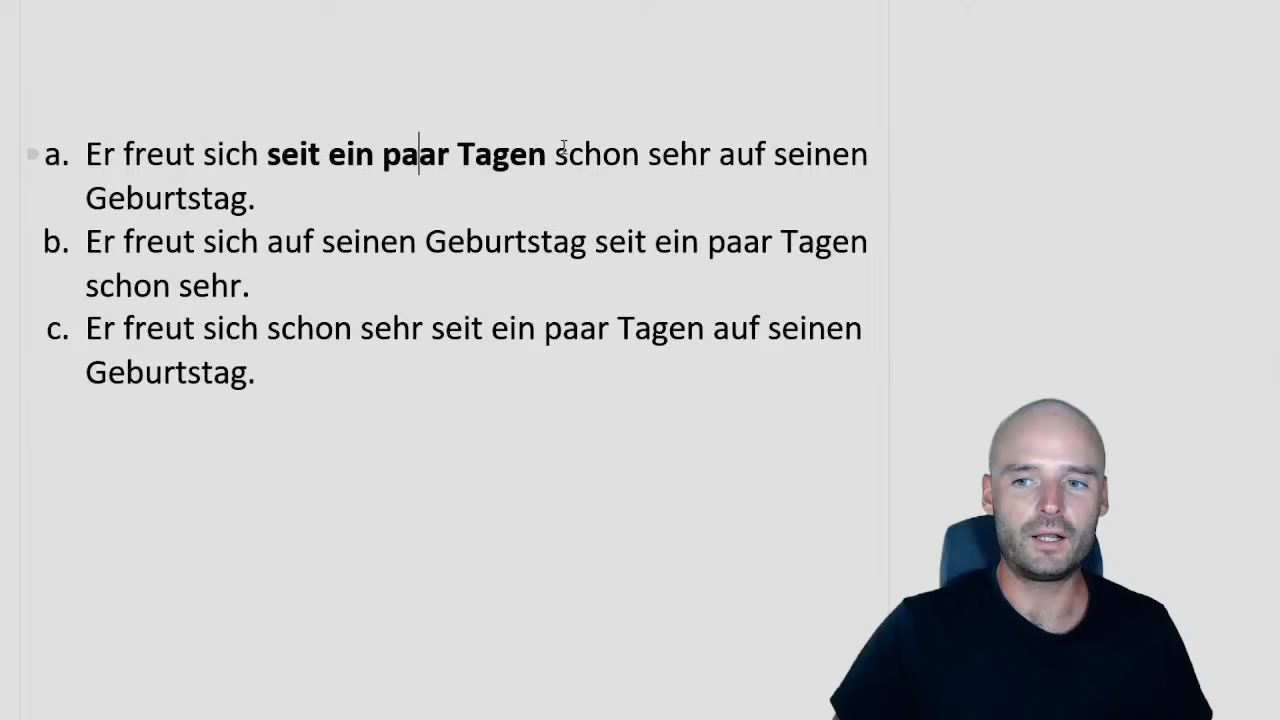 a. Er freut sich seit ein paar Tagen schon sehr auf seinen
Geburtstag.
b. Er freut sich auf seinen Geburtstag seit ein paar Tagen
schon sehr.
c. Er freut sich schon sehr seit ein paar Tagen auf seinen
Geburtstag.